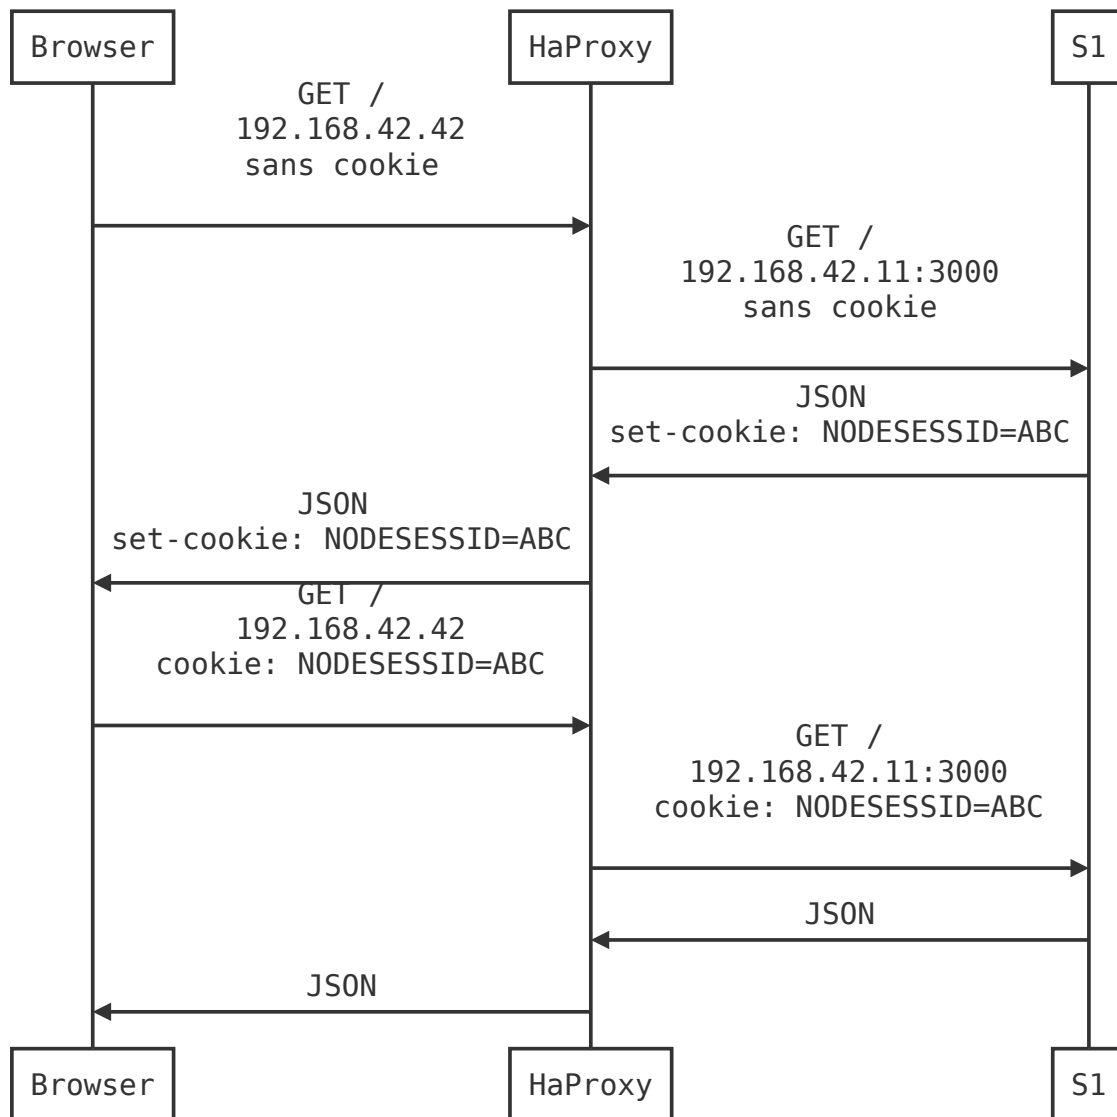 Browser
HaProxy
S1
GET /
192.168.42.42
sans cookie
GET /
192.168.42.11:3000
sans cookie
JSON
set-cookie: NODESESSID=ABC
JSON
set-cookie: NODESESSID=ABC
GET /
192.168.42.42
cookie: NODESESSID=ABC
GET /
192.168.42.11:3000
cookie: NODESESSID=ABC
JSON
JSON
Browser
HaProxy
S1